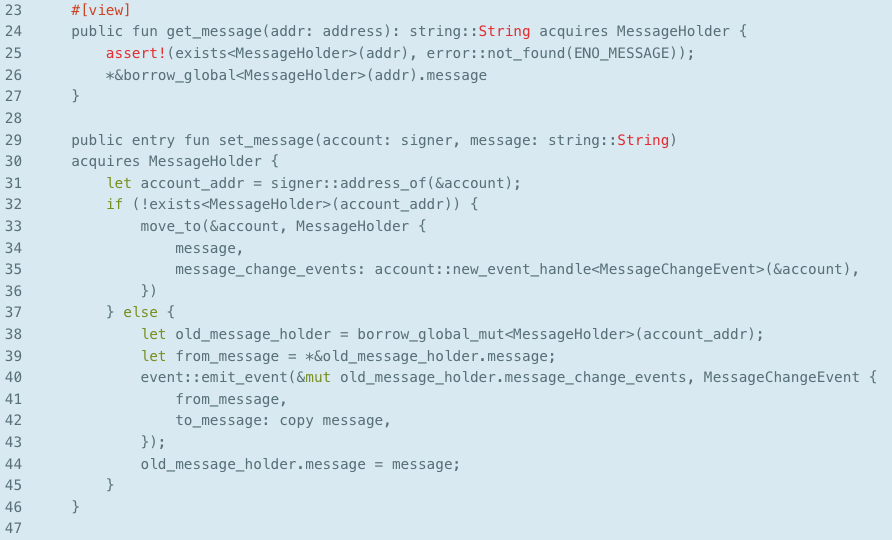 23 #[view]
24 public fun get_message(addr: address): string::String acquires MessageHolder {
25 assert!(exists<MessageHolder>(addr), error::not_found(ENO_MESSAGE));
26 *&borrow_global<MessageHolder>(addr).message
27 }
28
29 public entry fun set_message(account: signer, message: string::String)
30 acquires MessageHolder {
31 let account_addr = signer::address_of(&account);
32 if (!exists<MessageHolder>(account_addr)) {
33 move_to(&account, MessageHolder {
34 message,
35 message_change_events: account::new_event_handle<MessageChangeEvent>(&account),
36 })
37 } else {
38 let old_message_holder = borrow_global_mut<MessageHolder>(account_addr);
39 let from_message = *&old_message_holder.message;
40 event::emit_event(&mut old_message_holder.message_change_events, MessageChangeEvent {
41 from_message,
42 to_message: copy message,
43 });
44 old_message_holder.message = message;
45 }
46 }
47